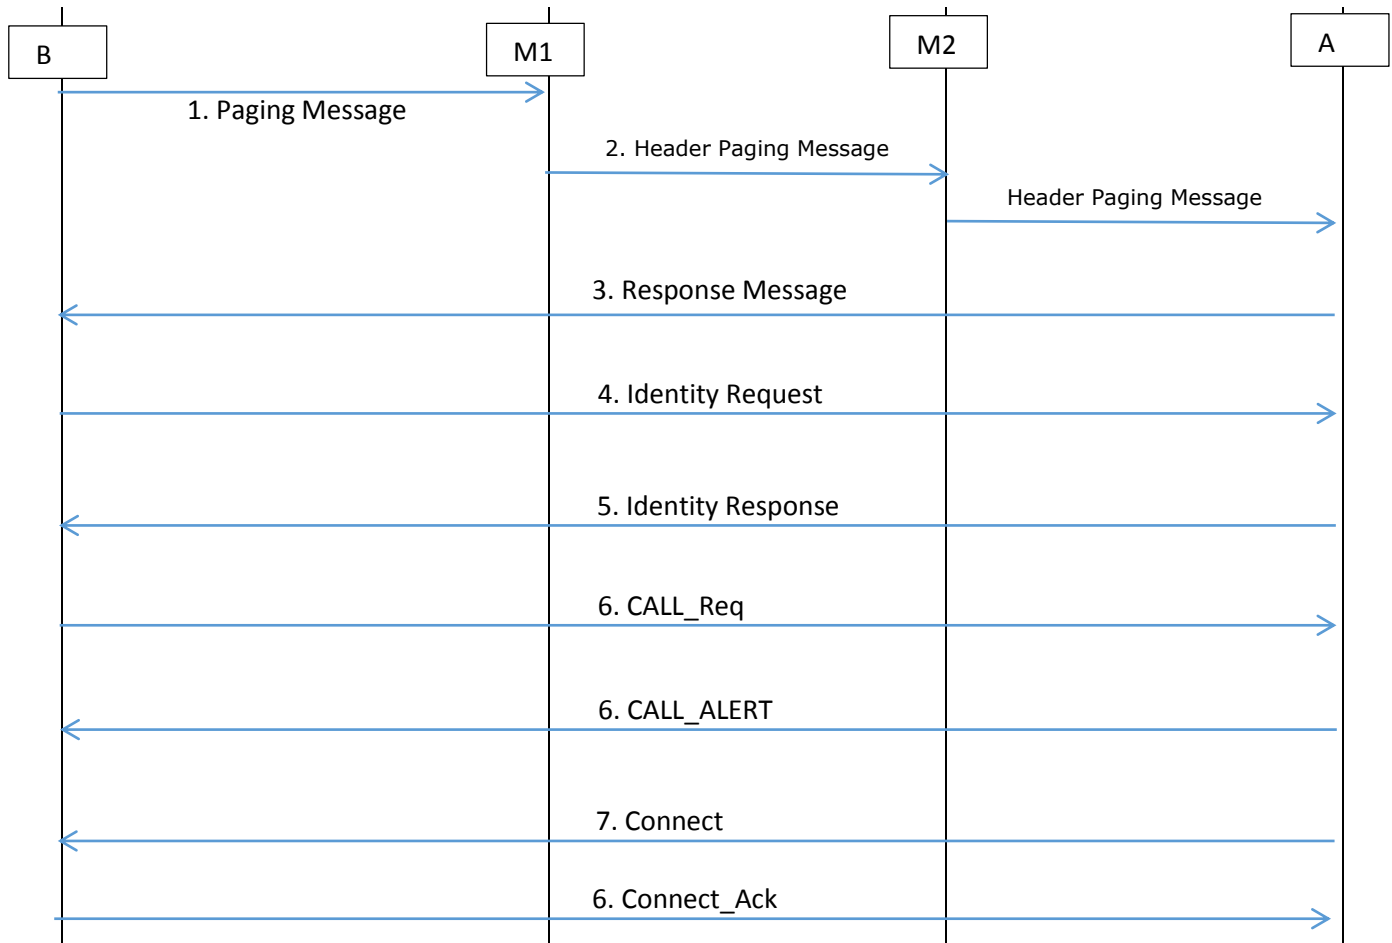 B
M1
M2
A
1. Paging Message
2. Header Paging Message
Header Paging Message
3. Response Message
4. Identity Request
5. Identity Response
6. CALL_Req
6. CALL_ALERT
7. Connect
6. Connect_Ack